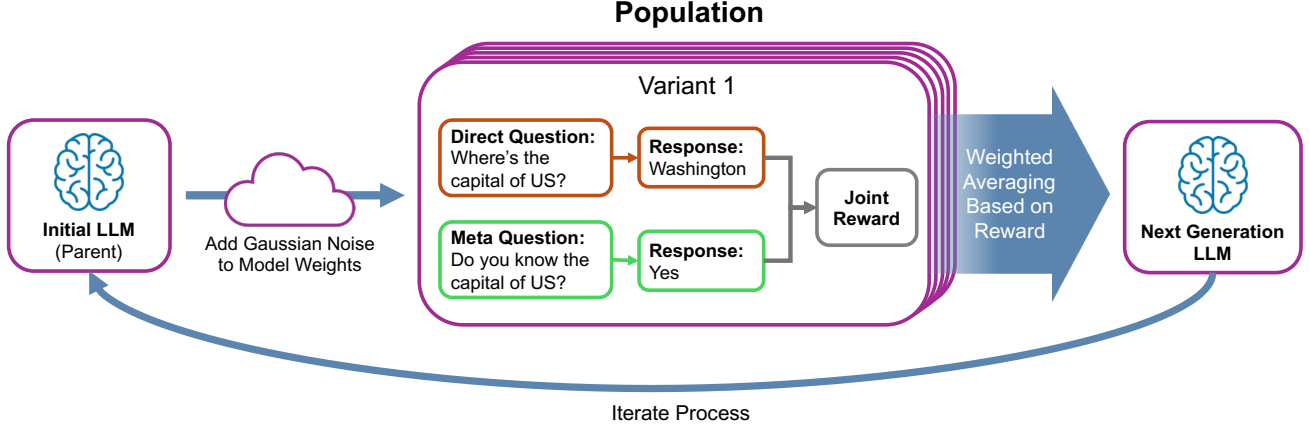 Population
Variant 1
Initial LLM
(Parent)
Add Gaussian Noise
to Model Weights
Direct Question:
Where's the
capital of US?
Response:
Washington
Meta Question:
Do you know the
capital of US?
Response:
Yes
Joint
Reward
Weighted
Averaging
Based on
Reward
Next Generation
LLM
Iterate Process